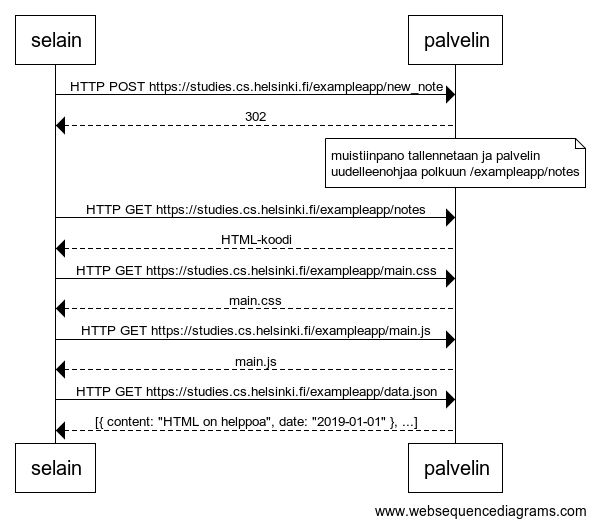 selain
palvelin
HTTP POST https://studies.cs.helsinki.fi/exampleapp/new_note
302
muistiinpano tallennetaan ja palvelin
uudelleenohjaa polkuun /exampleapp/notes
HTTP GET https://studies.cs.helsinki.fi/exampleapp/notes
HTML-koodi
HTTP GET https://studies.cs.helsinki.fi/exampleapp/main.css
main.css
HTTP GET https://studies.cs.helsinki.fi/exampleapp/main.js
main.js
HTTP GET https://studies.cs.helsinki.fi/exampleapp/data.json
[{ content: "HTML on helppoa", date: "2019-01-01" }, ...]
selain
palvelin
www.websequencediagrams.com